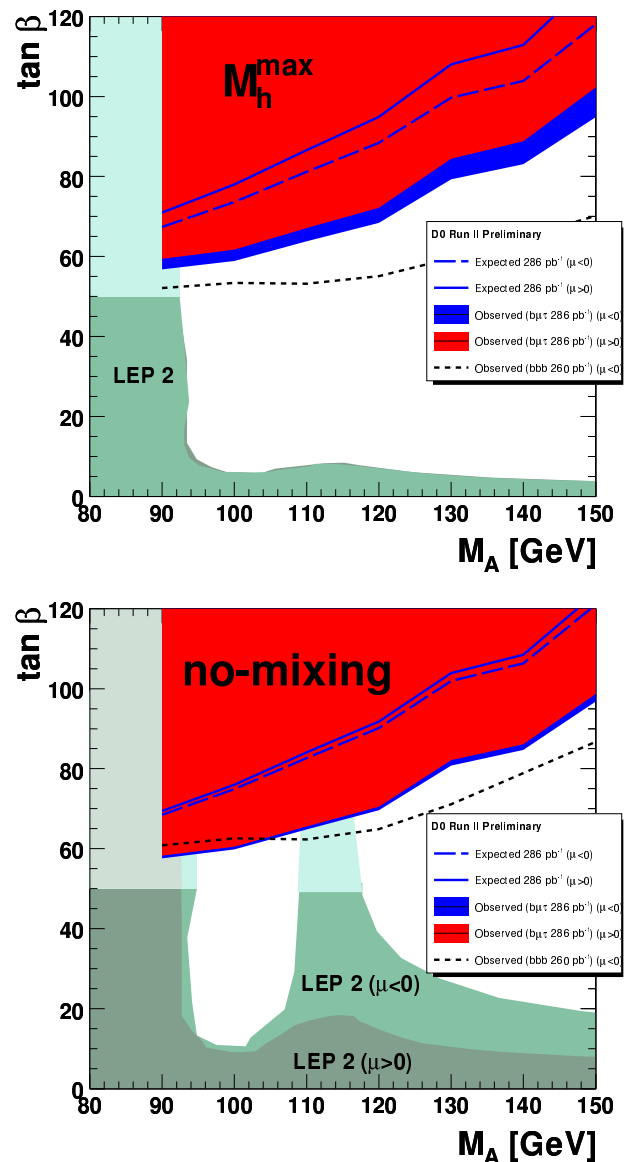 tan β
120
100
80
60
40
20
0
M_h^max
LEP 2
D0 Run II Preliminary
Expected 286 pb⁻¹ (μ<0)
Expected 286 pb⁻¹ (μ>0)
Observed (bμτ 286 pb⁻¹) (μ<0)
Observed (bμτ 286 pb⁻¹) (μ>0)
Observed (bbb 260 pb⁻¹) (μ<0)
80 90 100 110 120 130 140 150
M_A [GeV]
tan β
120
100
80
60
40
20
0
no-mixing
D0 Run II Preliminary
Expected 286 pb⁻¹ (μ<0)
Expected 286 pb⁻¹ (μ>0)
Observed (bμτ 286 pb⁻¹) (μ<0)
Observed (bμτ 286 pb⁻¹) (μ>0)
Observed (bbb 260 pb⁻¹) (μ<0)
LEP 2 (μ<0)
LEP 2 (μ>0)
80 90 100 110 120 130 140 150
M_A [GeV]